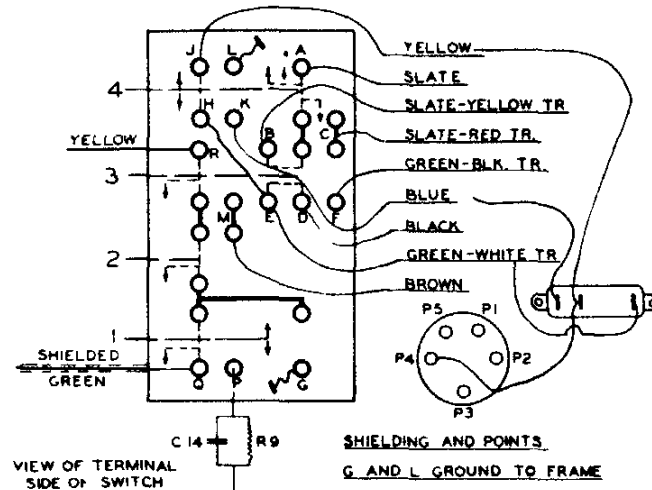 J L A
YELLOW
SLATE
4
H K
SLATE-YELLOW TR
B C
SLATE-RED TR.
YELLOW
R
GREEN-BLK. TR.
3
BLUE
M E D F
BLACK
2
GREEN-WHITE TR
BROWN
P5 P1
1
P4 P2
SHIELDED
GREEN
Q P G
P3
C14 R9
SHIELDING AND POINTS
G AND L GROUND TO FRAME
VIEW OF TERMINAL
SIDE OF SWITCH